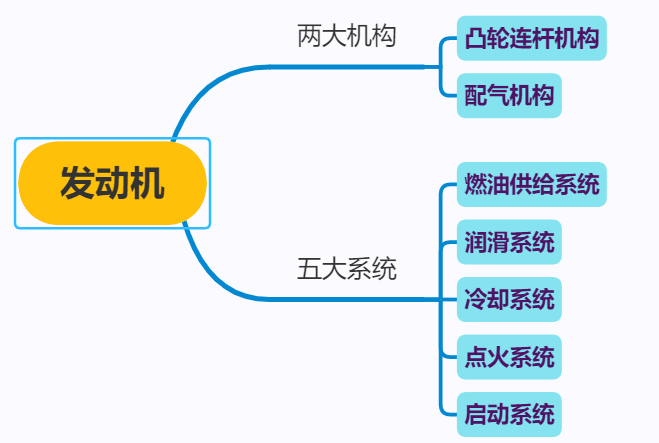 发动机
两大机构
凸轮连杆机构
配气机构
五大系统
燃油供给系统
润滑系统
冷却系统
点火系统
启动系统